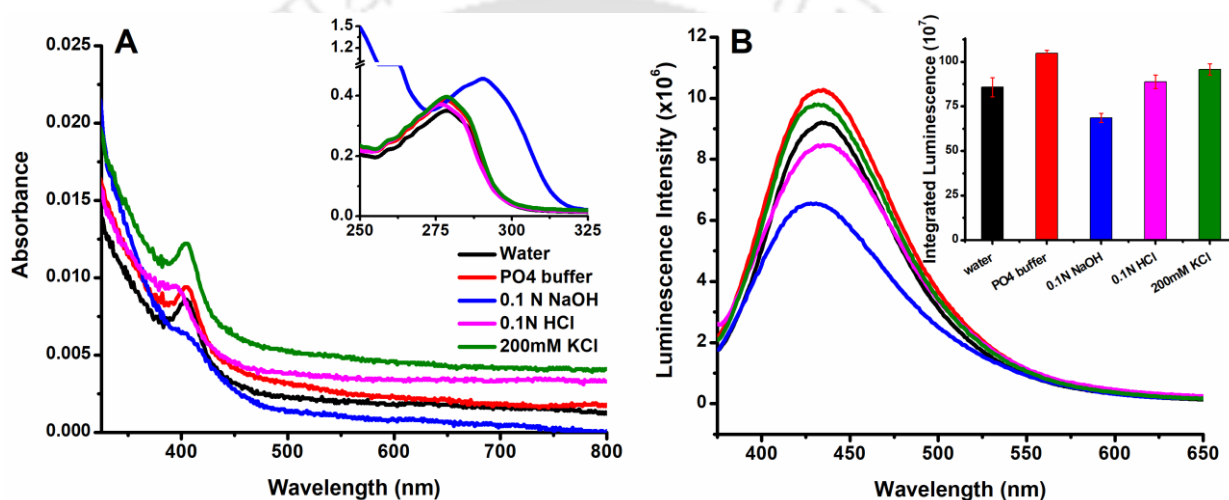 A
0.025
0.020
0.015
0.010
0.005
0.000
Absorbance
400 500 600 700 800
Wavelength (nm)
1.5
1.2
0.4
0.2
0.0
250 275 300 325
Water
PO4 buffer
0.1 N NaOH
0.1N HCl
200mM KCl
B
12
10
8
6
4
2
0
Luminescence Intensity (x10⁶)
400 450 500 550 600 650
Wavelength (nm)
Integrated Luminescence (10⁷)
100
75
50
25
0
water
PO4 buffer
0.1N NaOH
0.1N HCl
200mM KCl